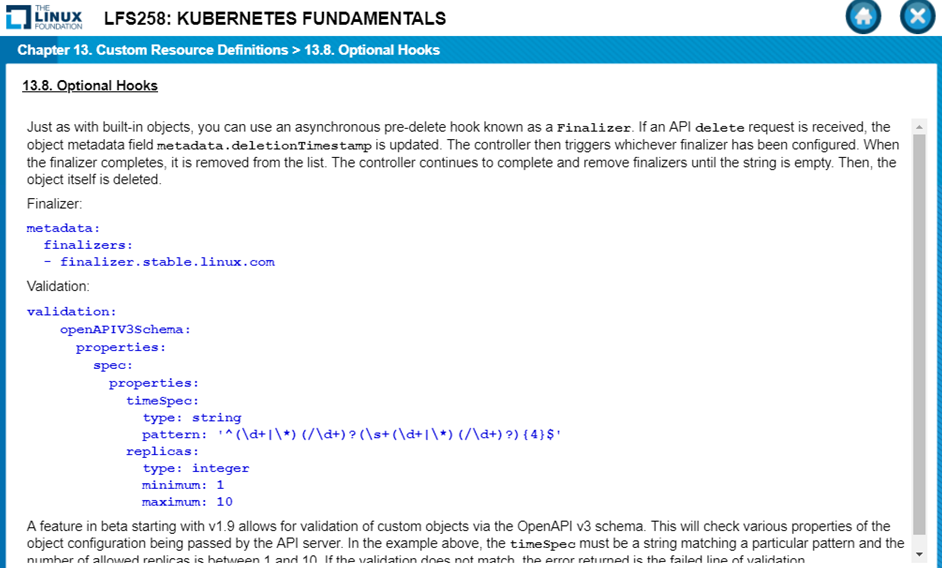 THE
LINUX
FOUNDATION
LFS258: KUBERNETES FUNDAMENTALS
Chapter 13. Custom Resource Definitions > 13.8. Optional Hooks
13.8. Optional Hooks
Just as with built-in objects, you can use an asynchronous pre-delete hook known as a Finalizer. If an API delete request is received, the
object metadata field metadata.deletionTimestamp is updated. The controller then triggers whichever finalizer has been configured. When
the finalizer completes, it is removed from the list. The controller continues to complete and remove finalizers until the string is empty. Then, the
object itself is deleted.
Finalizer:
metadata:
  finalizers:
  - finalizer.stable.linux.com
Validation:
validation:
    openAPIV3Schema:
      properties:
        spec:
          properties:
            timeSpec:
              type: string
              pattern: '^(\d+|\*)(/\d+)?(\s+(\d+|\*)(/\d+)?){4}$'
            replicas:
              type: integer
              minimum: 1
              maximum: 10
A feature in beta starting with v1.9 allows for validation of custom objects via the OpenAPI v3 schema. This will check various properties of the
object configuration being passed by the API server. In the example above, the timeSpec must be a string matching a particular pattern and the
number of allowed replicas is between 1 and 10. If the validation does not match, the error returned is the failed line of validation.